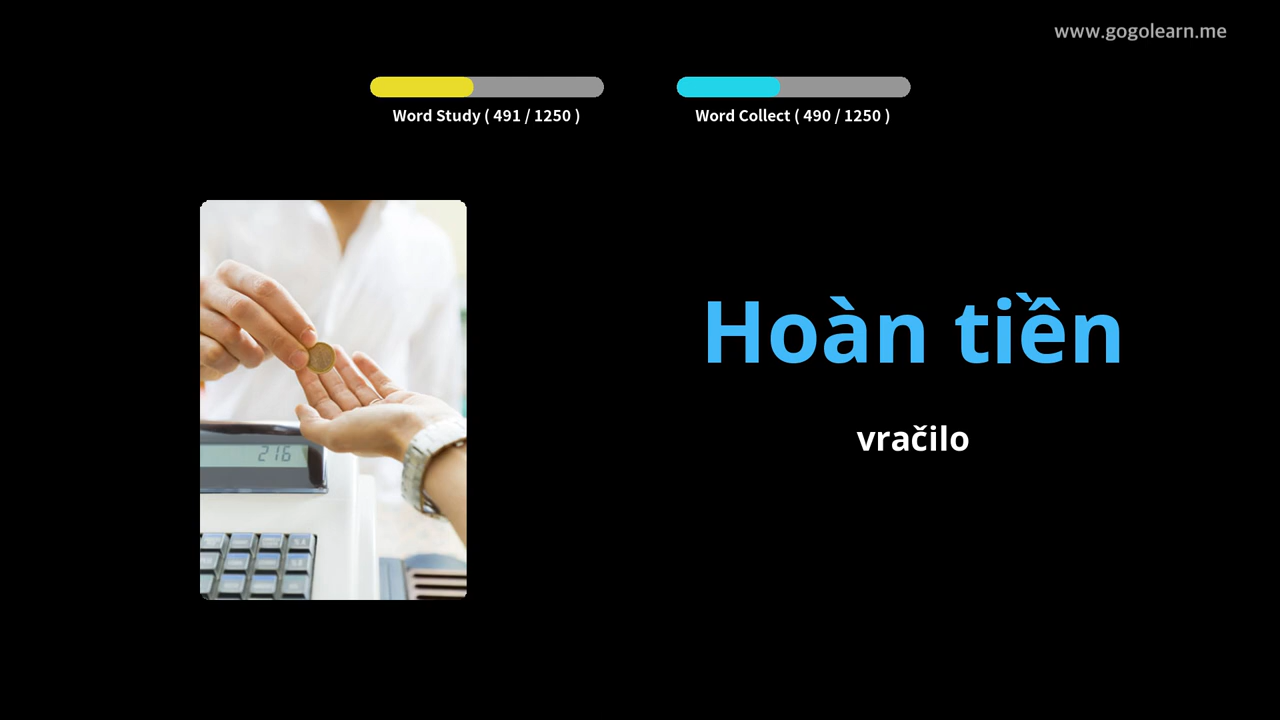 www.gogolearn.me
Word Study ( 491 / 1250 )
Word Collect ( 490 / 1250 )
216
Hoàn tiền
vračilo